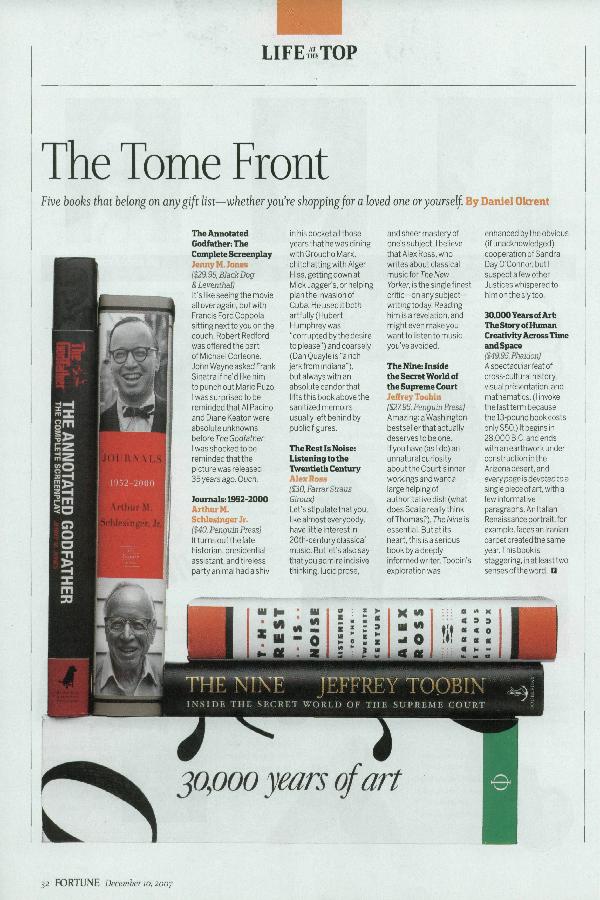 LIFE AT THE TOP
The Tome Front
Five books that belong on any gift list—whether you're shopping for a loved one or yourself. By Daniel Okrent
The Annotated
Godfather: The
Complete Screenplay
Jenny M. Jones
($29.95, Black Dog
& Leventhal)
It's like seeing the movie
all over again, but with
Francis Ford Coppola
sitting next to you on the
couch. Robert Redford
was offered the part
of Michael Corleone.
John Wayne asked Frank
Sinatra if he'd like him
to punch out Mario Puzo.
I was surprised to be
reminded that Al Pacino
and Diane Keaton were
absolute unknowns
before The Godfather.
I was shocked to be
reminded that the
picture was released
35 years ago. Ouch.
Journals: 1952–2000
Arthur M.
Schlesinger Jr.
($40, Penguin Press)
It turns out the late
historian, presidential
assistant, and tireless
party animal had a shiv
in his pocket all those
years that he was dining
with Groucho Marx,
chitchatting with Alger
Hiss, getting down at
Mick Jagger's, or helping
plan the invasion of
Cuba. He used it both
artfully (Hubert
Humphrey was
"corrupted by the desire
to please") and coarsely
(Dan Quayle is "a rich
jerk from Indiana"),
but always with an
absolute candor that
lifts this book above the
sanitized memoirs
usually left behind by
public figures.
The Rest Is Noise:
Listening to the
Twentieth Century
Alex Ross
($30, Farrar Straus
Giroux)
Let's stipulate that you,
like almost everybody,
have little interest in
20th-century classical
music. But let's also say
that you admire incisive
thinking, lucid prose,
and sheer mastery of
one's subject. I believe
that Alex Ross, who
writes about classical
music for The New
Yorker, is the single finest
critic—on any subject—
writing today. Reading
him is a revelation, and
might even make you
want to listen to music
you've avoided.
The Nine: Inside
the Secret World of
the Supreme Court
Jeffrey Toobin
($27.95, Penguin Press)
Amazing: a Washington
bestseller that actually
deserves to be one.
If you have (as I do) an
unnatural curiosity
about the Court's inner
workings and want a
large helping of
authoritative dish (what
does Scalia really think
of Thomas?), The Nine is
essential. But at its
heart, this is a serious
book by a deeply
informed writer. Toobin's
exploration was
enhanced by the obvious
(if unacknowledged)
cooperation of Sandra
Day O'Connor, but I
suspect a few other
Justices whispered to
him on the sly too.
30,000 Years of Art:
The Story of Human
Creativity Across Time
and Space
($49.95, Phaidon)
A spectacular feat of
cross-cultural history,
visual presentation, and
mathematics. (I invoke
the last term because
the 13-pound book costs
only $50.) It begins in
28,000 B.C. and ends
with an earthwork under
construction in the
Arizona desert, and
every page is devoted to a
single piece of art, with a
few informative
paragraphs. An Italian
Renaissance portrait, for
example, faces an Iranian
carpet created the same
year. This book is
staggering, in at least two
senses of the word. F
The Godfather
THE ANNOTATED GODFATHER
THE COMPLETE SCREENPLAY
JOURNALS
1952–2000
Arthur M.
Schlesinger, Jr.
THE REST IS NOISE
LISTENING TO THE TWENTIETH CENTURY
ALEX ROSS
FARRAR STRAUS GIROUX
THE NINE JEFFREY TOOBIN
INSIDE THE SECRET WORLD OF THE SUPREME COURT
30,000 years of art
32 FORTUNE December 10, 2007